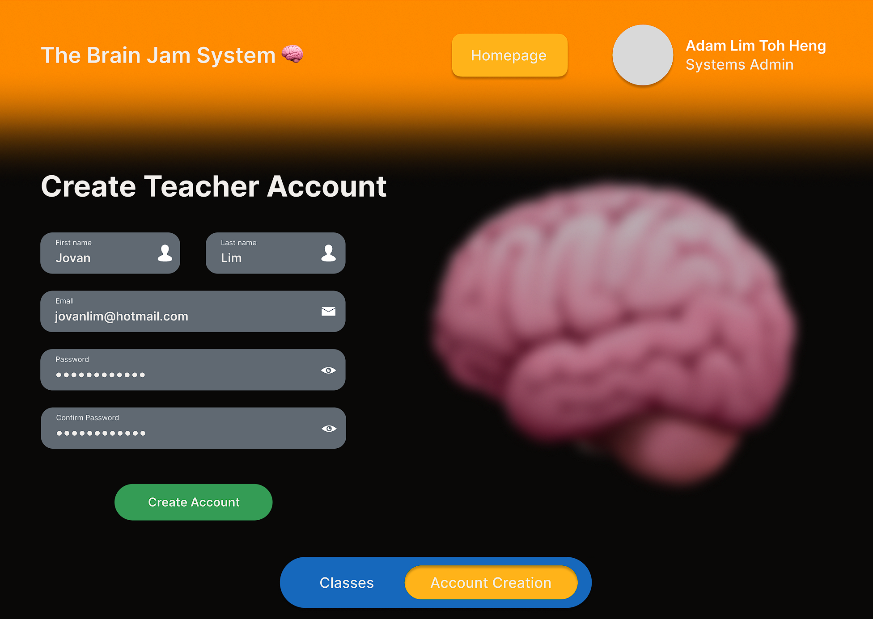 The Brain Jam System 🧠
Homepage
Adam Lim Toh Heng
Systems Admin
Create Teacher Account
First name
Jovan
Last name
Lim
Email
jovanlim@hotmail.com
Password
●●●●●●●●●●●●
Confirm Password
●●●●●●●●●●●●
Create Account
Classes
Account Creation